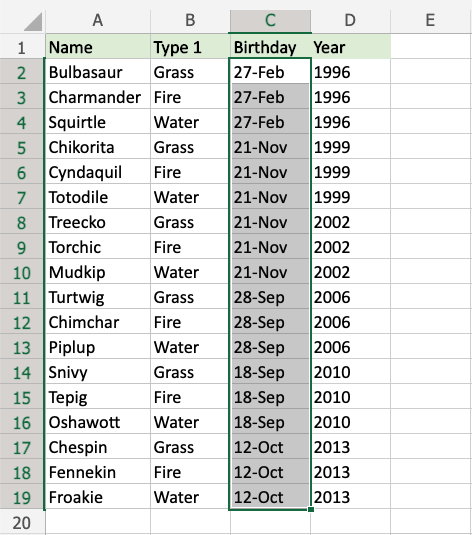 A B C D E
1 Name Type 1 Birthday Year
2 Bulbasaur Grass 27-Feb 1996
3 Charmander Fire 27-Feb 1996
4 Squirtle Water 27-Feb 1996
5 Chikorita Grass 21-Nov 1999
6 Cyndaquil Fire 21-Nov 1999
7 Totodile Water 21-Nov 1999
8 Treecko Grass 21-Nov 2002
9 Torchic Fire 21-Nov 2002
10 Mudkip Water 21-Nov 2002
11 Turtwig Grass 28-Sep 2006
12 Chimchar Fire 28-Sep 2006
13 Piplup Water 28-Sep 2006
14 Snivy Grass 18-Sep 2010
15 Tepig Fire 18-Sep 2010
16 Oshawott Water 18-Sep 2010
17 Chespin Grass 12-Oct 2013
18 Fennekin Fire 12-Oct 2013
19 Froakie Water 12-Oct 2013
20